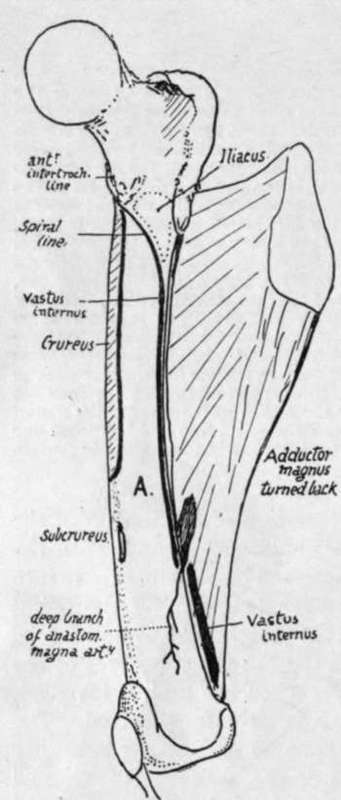 Iliacus
antr
intertroch.
line
Spiral
line.
Vastus
internus
Crureus
Adductor
magnus
turned back
A.
Subcrureus
deep branch
of anastom.
magna arty
Vastus
internus